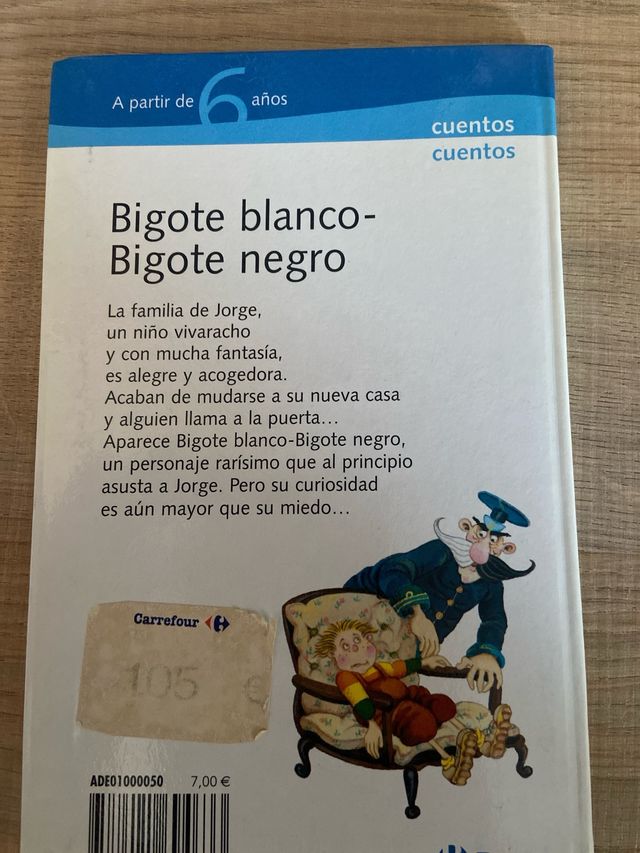 A partir de 6 años
cuentos
cuentos
Bigote blanco-
Bigote negro
La familia de Jorge,
un niño vivaracho
y con mucha fantasía,
es alegre y acogedora.
Acaban de mudarse a su nueva casa
y alguien llama a la puerta...
Aparece Bigote blanco-Bigote negro,
un personaje rarísimo que al principio
asusta a Jorge. Pero su curiosidad
es aún mayor que su miedo...
Carrefour
105 €
ADE01000050 7,00 €